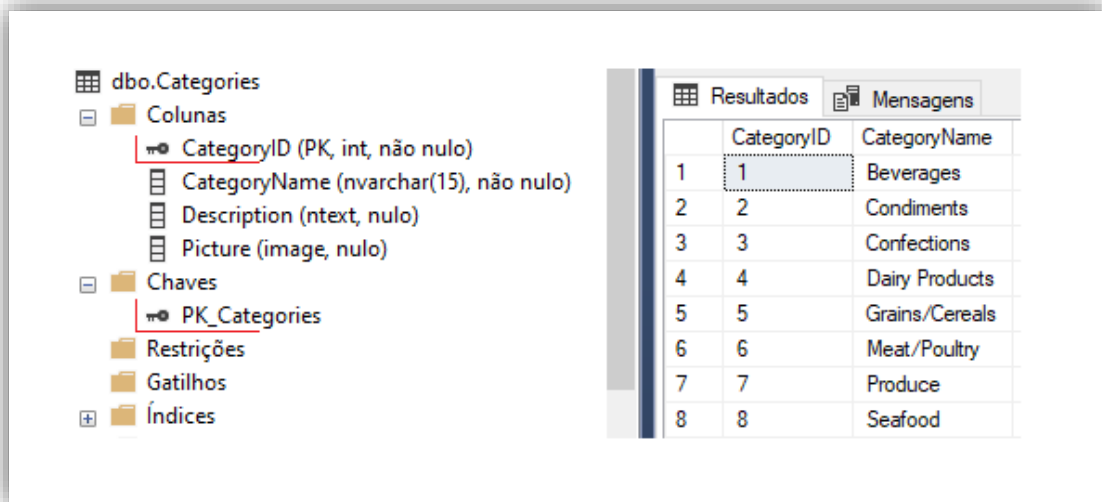 dbo.Categories
Colunas
CategoryID (PK, int, não nulo)
CategoryName (nvarchar(15), não nulo)
Description (ntext, nulo)
Picture (image, nulo)
Chaves
PK_Categories
Restrições
Gatilhos
Índices
Resultados Mensagens
CategoryID CategoryName
1 1 Beverages
2 2 Condiments
3 3 Confections
4 4 Dairy Products
5 5 Grains/Cereals
6 6 Meat/Poultry
7 7 Produce
8 8 Seafood